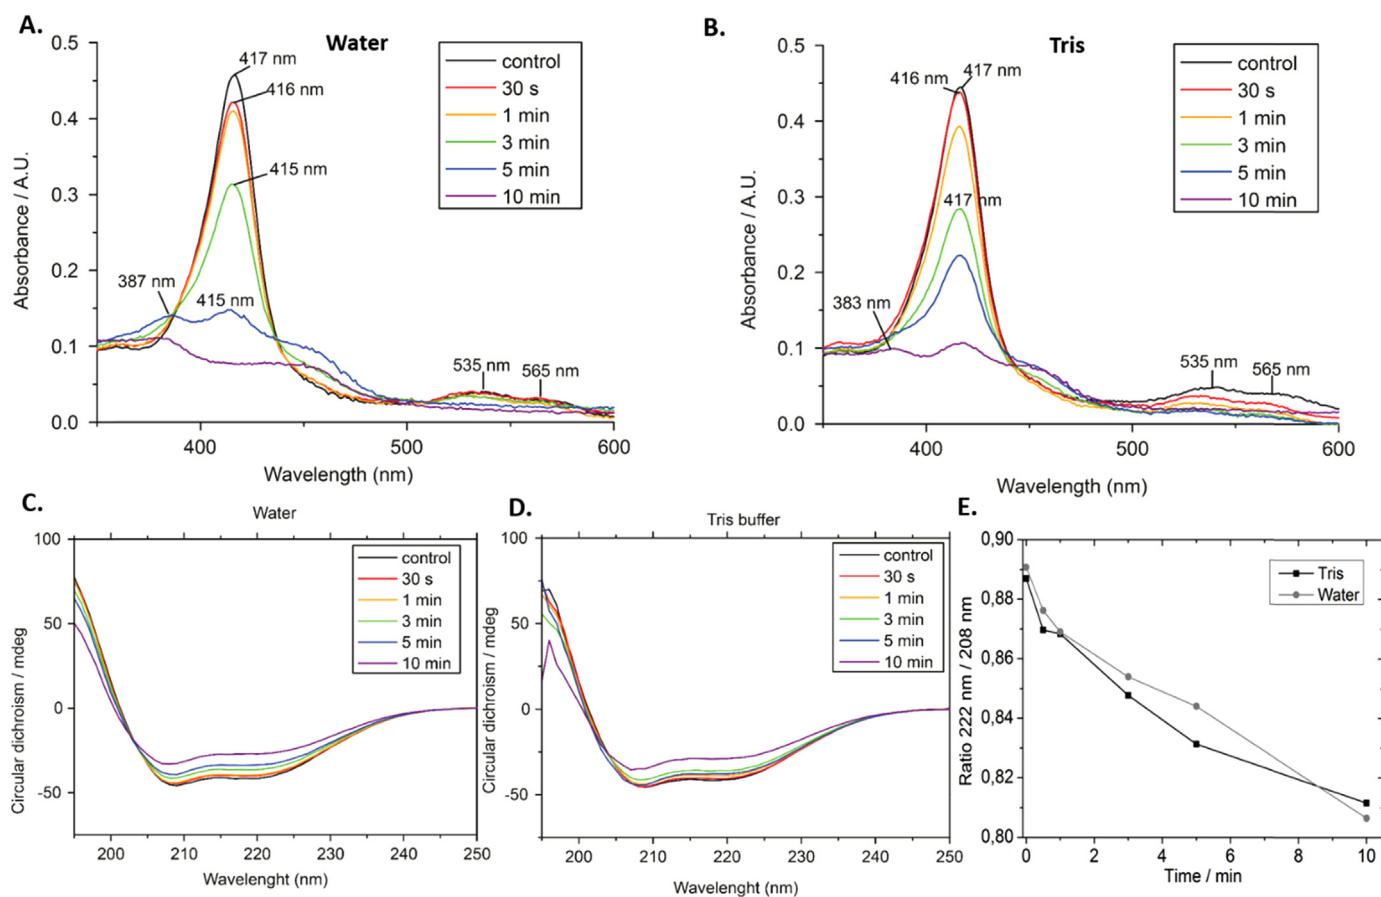 A.
Water
0.5
0.4
0.3
0.2
0.1
0.0
Absorbance / A.U.
417 nm
416 nm
415 nm
387 nm
415 nm
535 nm
565 nm
control
30 s
1 min
3 min
5 min
10 min
400
500
600
Wavelength (nm)
B.
Tris
0.5
0.4
0.3
0.2
0.1
0.0
Absorbance / A.U.
416 nm
417 nm
417 nm
383 nm
535 nm
565 nm
control
30 s
1 min
3 min
5 min
10 min
400
500
600
Wavelength (nm)
C.
Water
100
50
0
-50
Circular dichroism / mdeg
control
30 s
1 min
3 min
5 min
10 min
200
210
220
230
240
250
Wavelenght (nm)
D.
Tris buffer
100
50
0
-50
Circular dichroism / mdeg
control
30 s
1 min
3 min
5 min
10 min
200
210
220
230
240
250
Wavelenght (nm)
E.
0,90
0,88
0,86
0,84
0,82
0,80
Ratio 222 nm / 208 nm
Tris
Water
0
2
4
6
8
10
Time / min